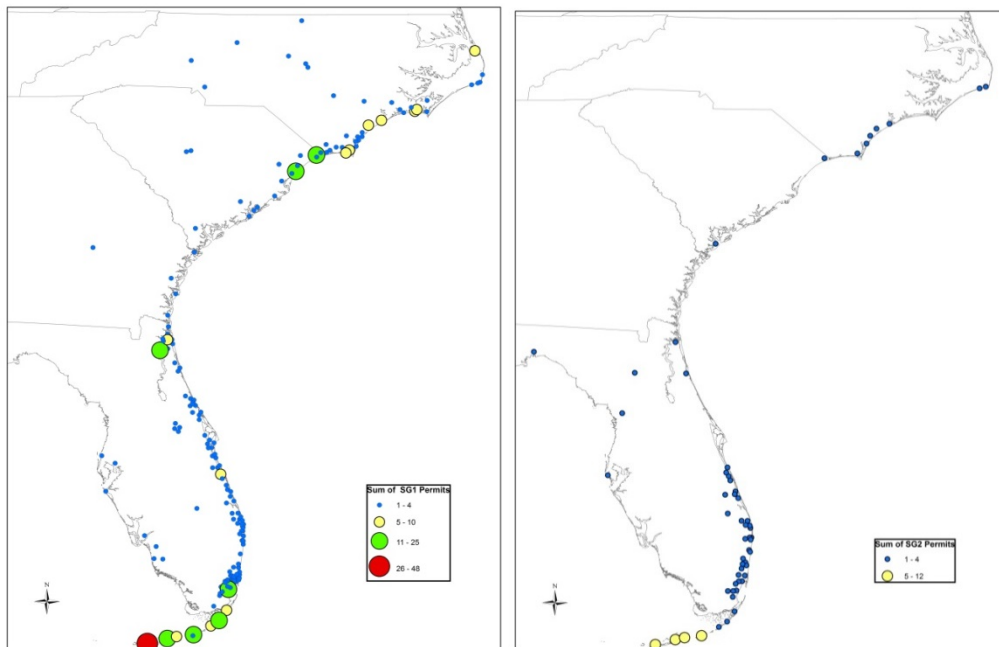 Sum of SG1 Permits
1 - 4
5 - 10
11 - 25
26 - 48
N
Sum of SG2 Permits
1 - 4
5 - 12
N